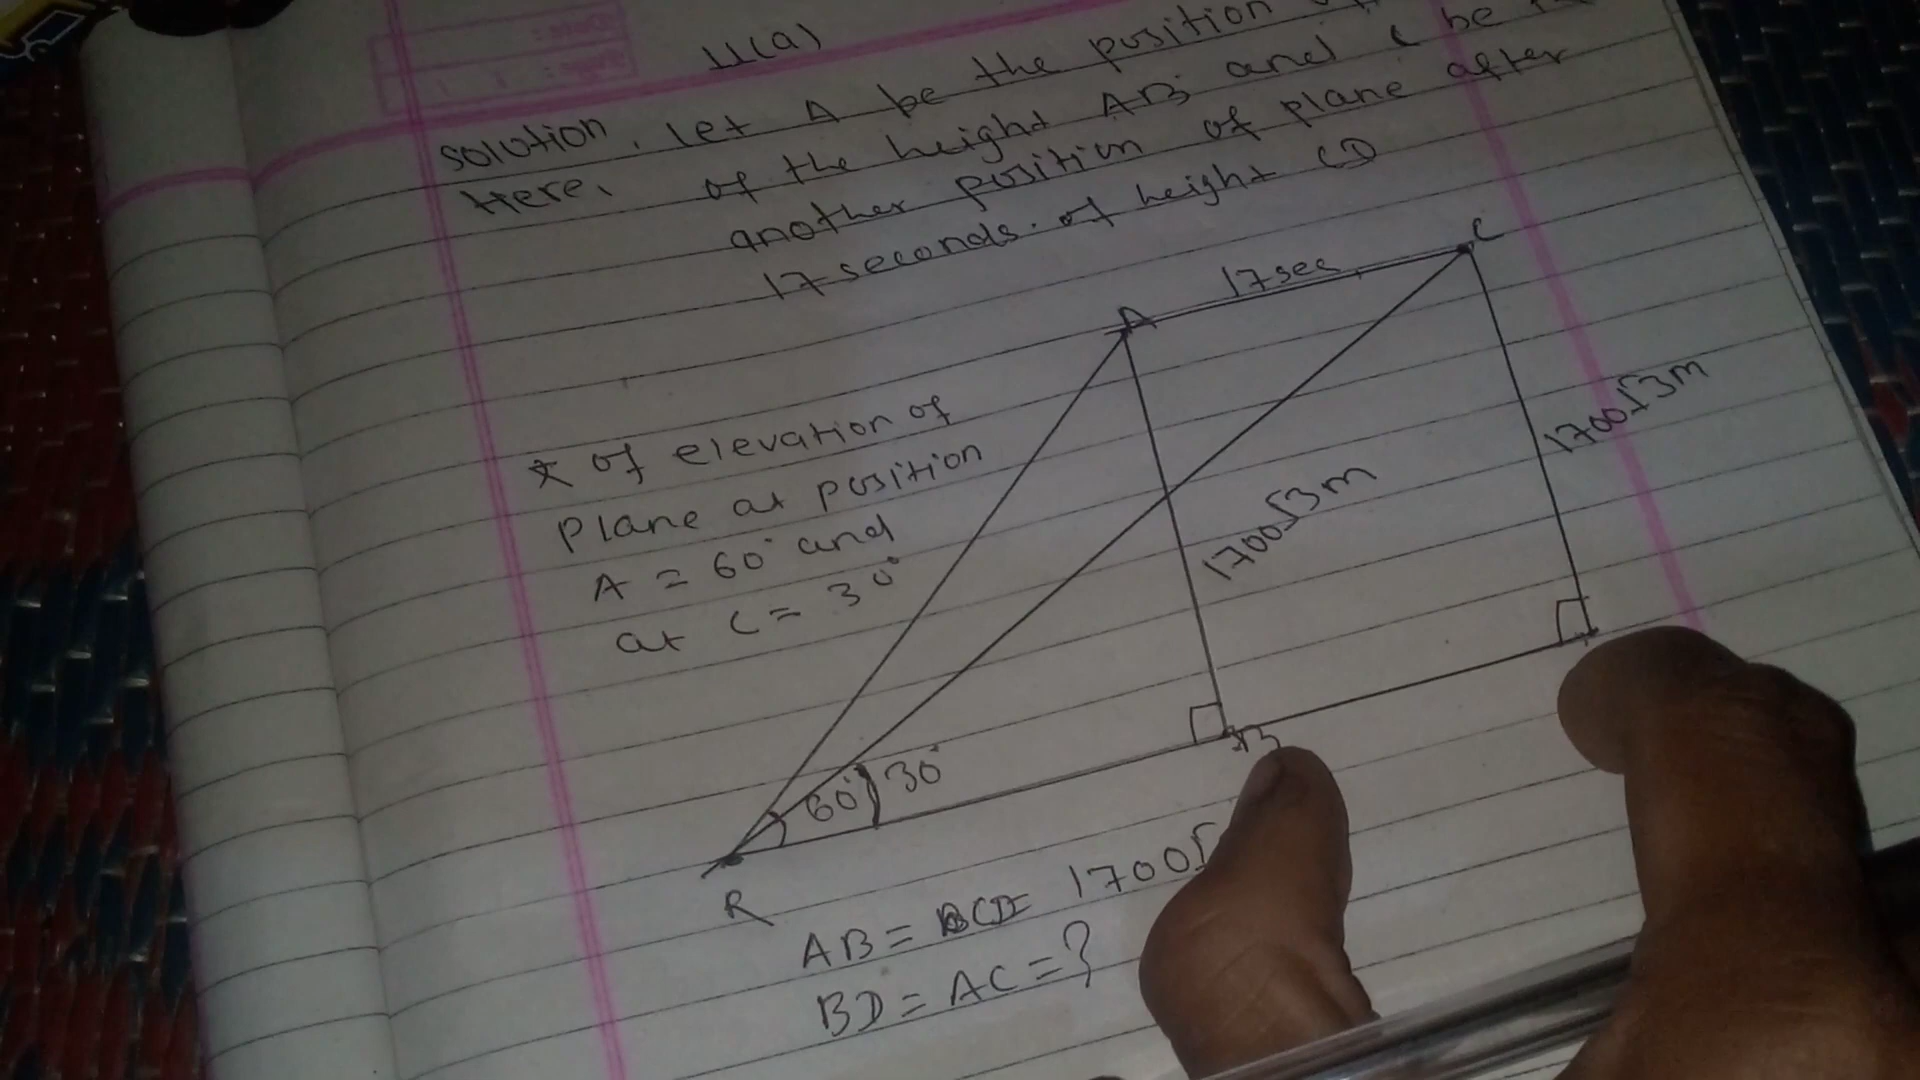 11(a)
Solution, let A be the position
Here, of the height AB and C be
another position of plane after
17 seconds. of height CD
A
17sec
C
∡ of elevation of
Plane at position
A = 60° and
at C = 30°
1700√3m
1700√3m
60° 30°
B
R
AB = CD = 1700√
BD = AC = ?